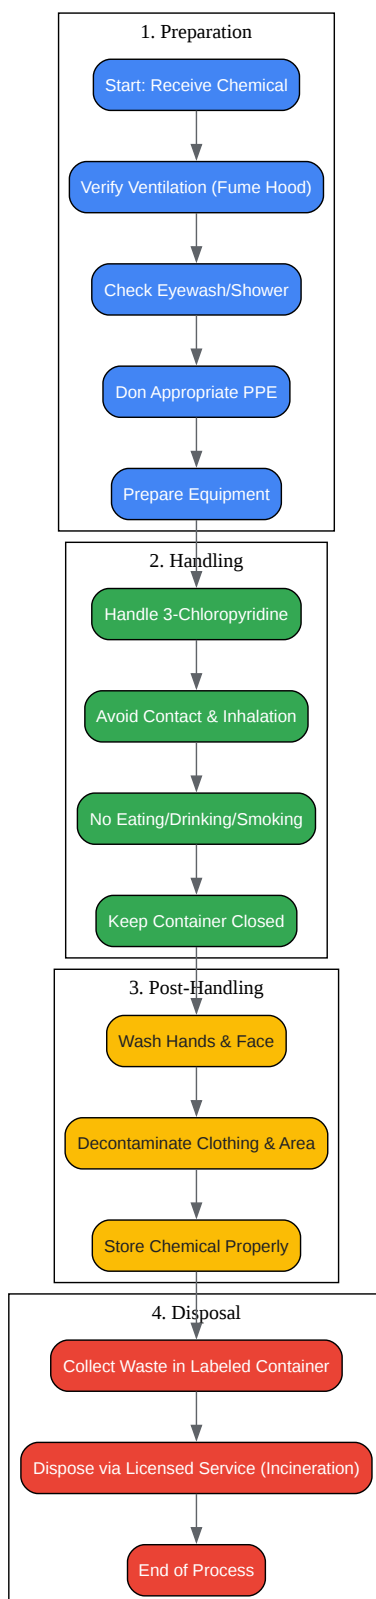 1. Preparation
Start: Receive Chemical
Verify Ventilation (Fume Hood)
Check Eyewash/Shower
Don Appropriate PPE
Prepare Equipment
2. Handling
Handle 3-Chloropyridine
Avoid Contact & Inhalation
No Eating/Drinking/Smoking
Keep Container Closed
3. Post-Handling
Wash Hands & Face
Decontaminate Clothing & Area
Store Chemical Properly
4. Disposal
Collect Waste in Labeled Container
Dispose via Licensed Service (Incineration)
End of Process